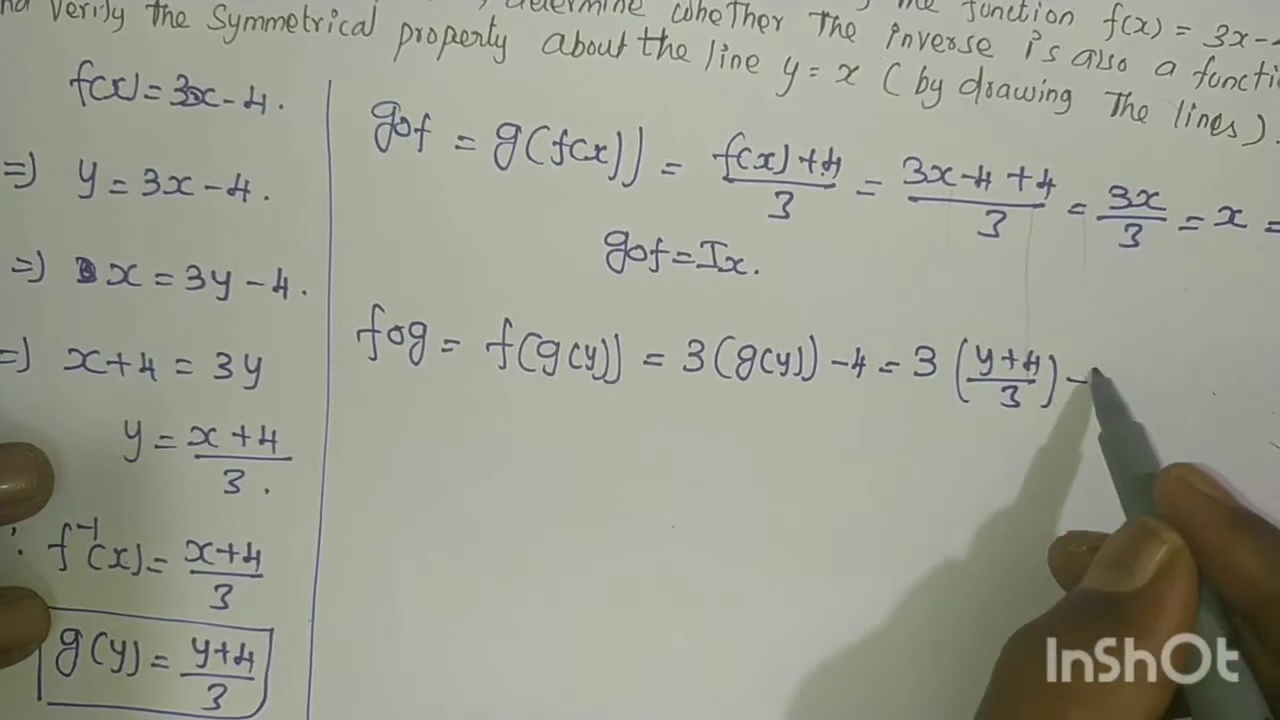 determine whether the inverse is also a function f(x) = 3x-
and verify the symmetrical property about the line y = x (by drawing the lines).
f(x) = 3x - 4.
=) y = 3x - 4.
=) x = 3y - 4.
=) x + 4 = 3y
y = x + 4 / 3.
∴ f⁻¹(x) = x+4 / 3
g(y) = y+4 / 3
gof = g(f(x)) = f(x)+4 / 3 = 3x-4+4 / 3 = 3x / 3 = x =
gof = Ix.
fog = f(g(y)) = 3(g(y)) - 4 = 3 (y+4 / 3) -
InShOt